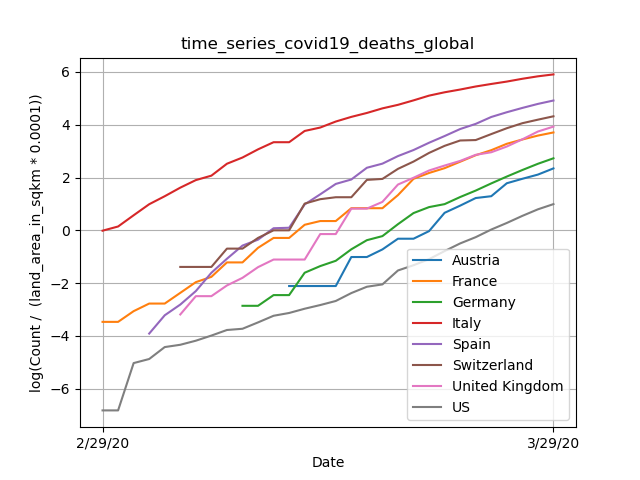 time_series_covid19_deaths_global
log(Count /  (land_area_in_sqkm * 0.0001))
6
4
2
0
−2
−4
−6
Austria
France
Germany
Italy
Spain
Switzerland
United Kingdom
US
2/29/20
3/29/20
Date